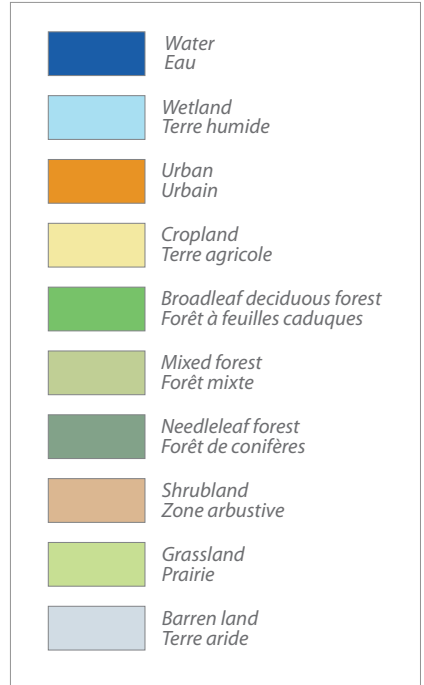 Water
Eau
Wetland
Terre humide
Urban
Urbain
Cropland
Terre agricole
Broadleaf deciduous forest
Forêt à feuilles caduques
Mixed forest
Forêt mixte
Needleleaf forest
Forêt de conifères
Shrubland
Zone arbustive
Grassland
Prairie
Barren land
Terre aride